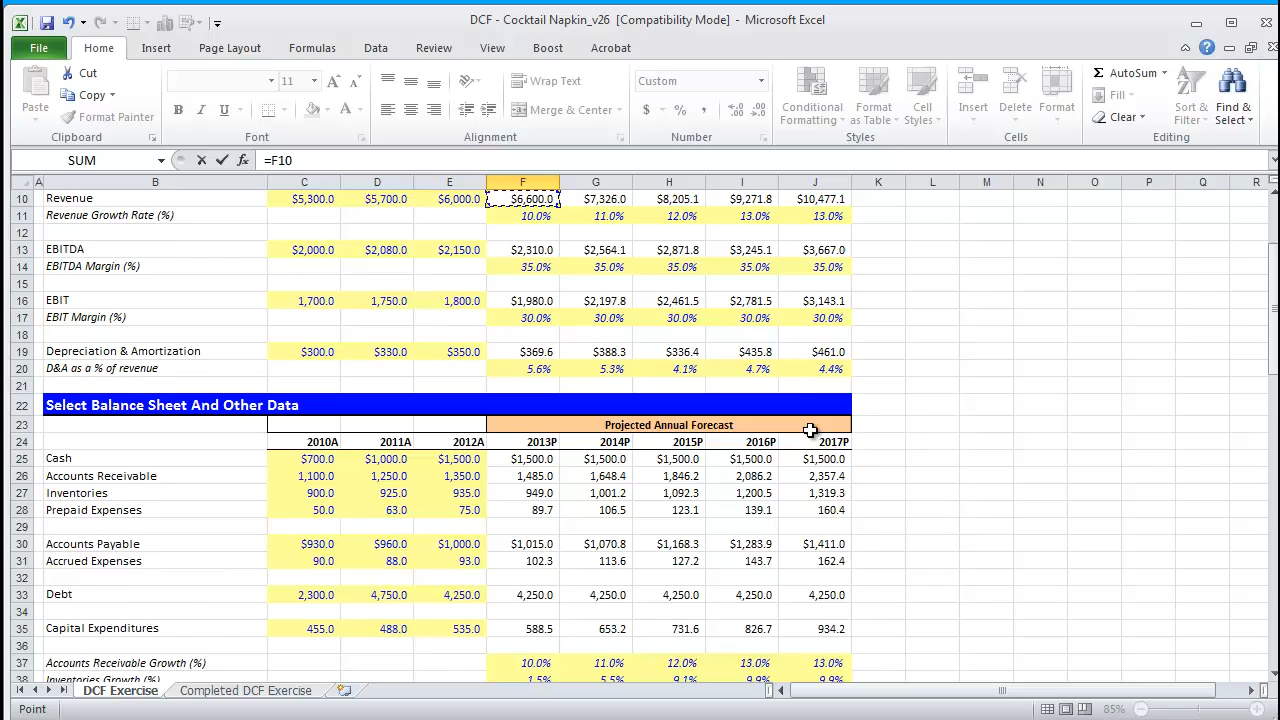 DCF - Cocktail Napkin_v26 [Compatibility Mode] - Microsoft Excel
File Home Insert Page Layout Formulas Data Review View Boost Acrobat
Paste Cut Copy Format Painter Clipboard
11 Font
Wrap Text Merge & Center Alignment
Custom Number
Conditional Formatting Format as Table Cell Styles Styles
Insert Delete Format Cells
AutoSum Fill Clear Sort & Filter Find & Select Editing
SUM fx =F10
A B C D E F G H I J K L M N O P Q R
10 Revenue $5,300.0 $5,700.0 $6,000.0 $6,600.0 $7,326.0 $8,205.1 $9,271.8 $10,477.1
11 Revenue Growth Rate (%) 10.0% 11.0% 12.0% 13.0% 13.0%
12
13 EBITDA $2,000.0 $2,080.0 $2,150.0 $2,310.0 $2,564.1 $2,871.8 $3,245.1 $3,667.0
14 EBITDA Margin (%) 35.0% 35.0% 35.0% 35.0% 35.0%
15
16 EBIT 1,700.0 1,750.0 1,800.0 $1,980.0 $2,197.8 $2,461.5 $2,781.5 $3,143.1
17 EBIT Margin (%) 30.0% 30.0% 30.0% 30.0% 30.0%
18
19 Depreciation & Amortization $300.0 $330.0 $350.0 $369.6 $388.3 $336.4 $435.8 $461.0
20 D&A as a % of revenue 5.6% 5.3% 4.1% 4.7% 4.4%
21
22 Select Balance Sheet And Other Data
23 Projected Annual Forecast
24 2010A 2011A 2012A 2013P 2014P 2015P 2016P 2017P
25 Cash $700.0 $1,000.0 $1,500.0 $1,500.0 $1,500.0 $1,500.0 $1,500.0 $1,500.0
26 Accounts Receivable 1,100.0 1,250.0 1,350.0 1,485.0 1,648.4 1,846.2 2,086.2 2,357.4
27 Inventories 900.0 925.0 935.0 949.0 1,001.2 1,092.3 1,200.5 1,319.3
28 Prepaid Expenses 50.0 63.0 75.0 89.7 106.5 123.1 139.1 160.4
29
30 Accounts Payable $930.0 $960.0 $1,000.0 $1,015.0 $1,070.8 $1,168.3 $1,283.9 $1,411.0
31 Accrued Expenses 90.0 88.0 93.0 102.3 113.6 127.2 143.7 162.4
32
33 Debt 2,300.0 4,750.0 4,250.0 4,250.0 4,250.0 4,250.0 4,250.0 4,250.0
34
35 Capital Expenditures 455.0 488.0 535.0 588.5 653.2 731.6 826.7 934.2
36
37 Accounts Receivable Growth (%) 10.0% 11.0% 12.0% 13.0% 13.0%
38 Inventories Growth (%) 1.5% 5.5% 9.1% 9.9% 9.9%
DCF Exercise Completed DCF Exercise
Point 85%